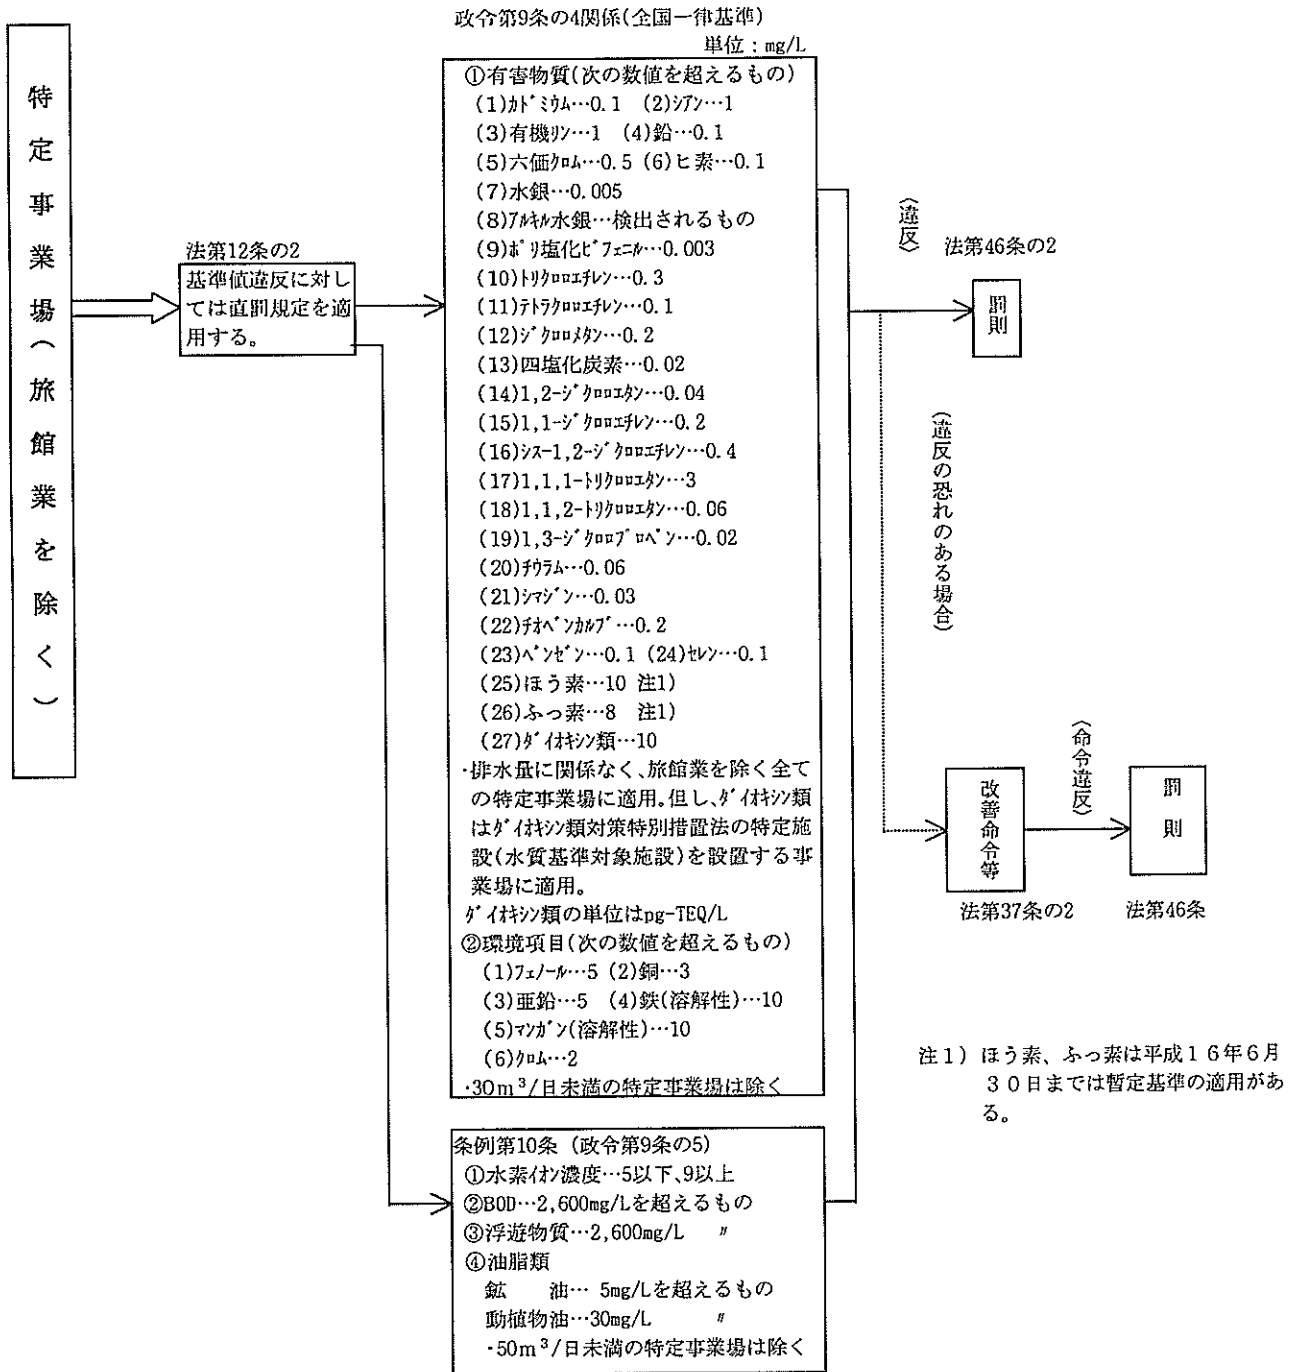 特定事業場（旅館業を除く）
法第12条の2
基準値違反に対し
ては直罰規定を適
用する。
政令第9条の4関係(全国一律基準)
単位：mg/L
①有害物質(次の数値を超えるもの)
(1)ｶﾄﾞﾐｳﾑ…0.1 (2)ｼｱﾝ…1
(3)有機ﾘﾝ…1 (4)鉛…0.1
(5)六価ｸﾛﾑ…0.5 (6)ヒ素…0.1
(7)水銀…0.005
(8)ｱﾙｷﾙ水銀…検出されるもの
(9)ﾎﾟﾘ塩化ﾋﾞﾌｪﾆﾙ…0.003
(10)ﾄﾘｸﾛﾛｴﾁﾚﾝ…0.3
(11)ﾃﾄﾗｸﾛﾛｴﾁﾚﾝ…0.1
(12)ｼﾞｸﾛﾛﾒﾀﾝ…0.2
(13)四塩化炭素…0.02
(14)1,2-ｼﾞｸﾛﾛｴﾀﾝ…0.04
(15)1,1-ｼﾞｸﾛﾛｴﾁﾚﾝ…0.2
(16)ｼｽ-1,2-ｼﾞｸﾛﾛｴﾁﾚﾝ…0.4
(17)1,1,1-ﾄﾘｸﾛﾛｴﾀﾝ…3
(18)1,1,2-ﾄﾘｸﾛﾛｴﾀﾝ…0.06
(19)1,3-ｼﾞｸﾛﾛﾌﾟﾛﾍﾟﾝ…0.02
(20)ﾁｳﾗﾑ…0.06
(21)ｼﾏｼﾞﾝ…0.03
(22)ﾁｵﾍﾞﾝｶﾙﾌﾞ…0.2
(23)ﾍﾞﾝｾﾞﾝ…0.1 (24)ｾﾚﾝ…0.1
(25)ほう素…10 注1)
(26)ふっ素…8 注1)
(27)ﾀﾞｲｵｷｼﾝ類…10
・排水量に関係なく、旅館業を除く全て
の特定事業場に適用。但し、ﾀﾞｲｵｷｼﾝ類
はﾀﾞｲｵｷｼﾝ類対策特別措置法の特定施
設(水質基準対象施設)を設置する事
業場に適用。
ﾀﾞｲｵｷｼﾝ類の単位はpg-TEQ/L
②環境項目(次の数値を超えるもの)
(1)ﾌｪﾉｰﾙ…5 (2)銅…3
(3)亜鉛…5 (4)鉄(溶解性)…10
(5)ﾏﾝｶﾞﾝ(溶解性)…10
(6)ｸﾛﾑ…2
・30m³/日未満の特定事業場は除く
条例第10条（政令第9条の5）
①水素ｲｵﾝ濃度…5以下、9以上
②BOD…2,600mg/Lを超えるもの
③浮遊物質…2,600mg/L 〃
④油脂類
鉱　油… 5mg/Lを超えるもの
動植物油…30mg/L 〃
・50m³/日未満の特定事業場は除く
〈違反〉
法第46条の2
罰則
(違反の恐れのある場合)
改善命令等
法第37条の2
〈命令違反〉
罰則
法第46条
注1）ほう素、ふっ素は平成１６年６月
３０日までは暫定基準の適用があ
る。